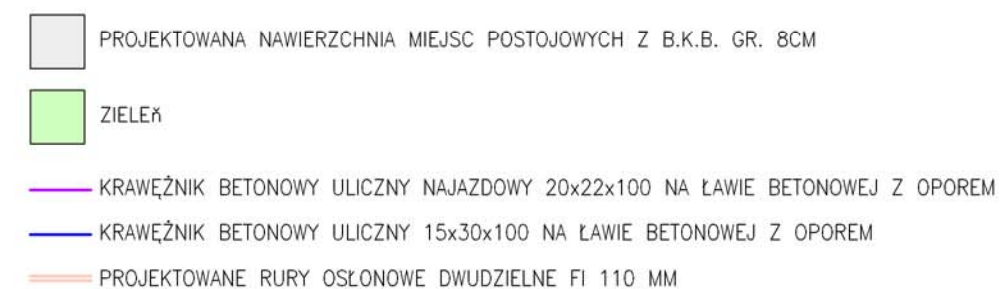 PROJEKTOWANA NAWIERZCHNIA MIEJSC POSTOJOWYCH Z B.K.B. GR. 8CM
ZIELEň
KRAWĘŻNIK BETONOWY ULICZNY NAJAZDOWY 20x22x100 NA ŁAWIE BETONOWEJ Z OPOREM
KRAWĘŻNIK BETONOWY ULICZNY 15x30x100 NA ŁAWIE BETONOWEJ Z OPOREM
PROJEKTOWANE RURY OSŁONOWE DWUDZIELNE FI 110 MM